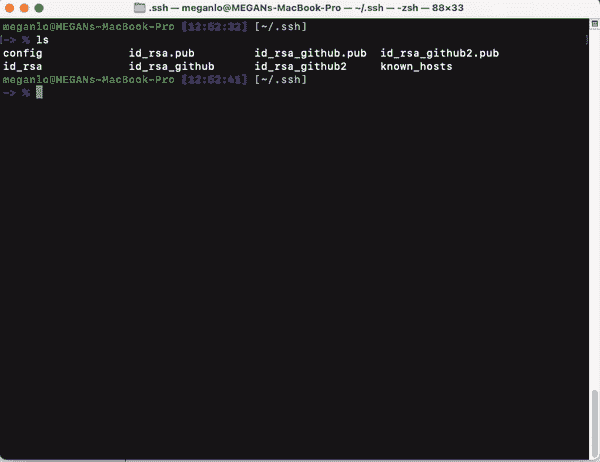 .ssh — meganlo@MEGANs-MacBook-Pro — ~/.ssh — -zsh — 88×33
meganlo@MEGANs-MacBook-Pro [12:52:32] [~/.ssh]
[-> % ls ]
config id_rsa.pub id_rsa_github.pub id_rsa_github2.pub
id_rsa id_rsa_github id_rsa_github2 known_hosts
meganlo@MEGANs-MacBook-Pro [12:52:41] [~/.ssh]
-> %